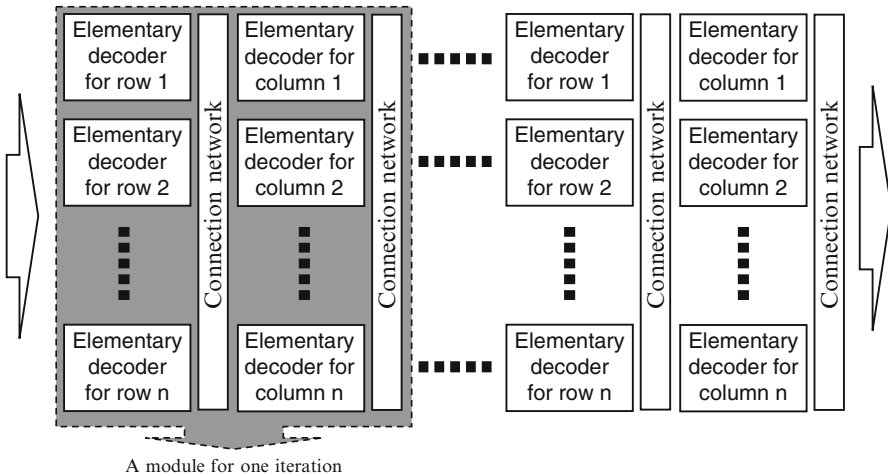 Elementary
decoder
for row 1
Connection network
Elementary
decoder for
column 1
Connection network
Elementary
decoder
for row 1
Connection network
Elementary
decoder for
column 1
Connection network
Elementary
decoder
for row 2
Elementary
decoder for
column 2
Elementary
decoder
for row 2
Elementary
decoder for
column 2
Elementary
decoder
for row n
Elementary
decoder for
column n
Elementary
decoder
for row n
Elementary
decoder for
column n
A module for one iteration